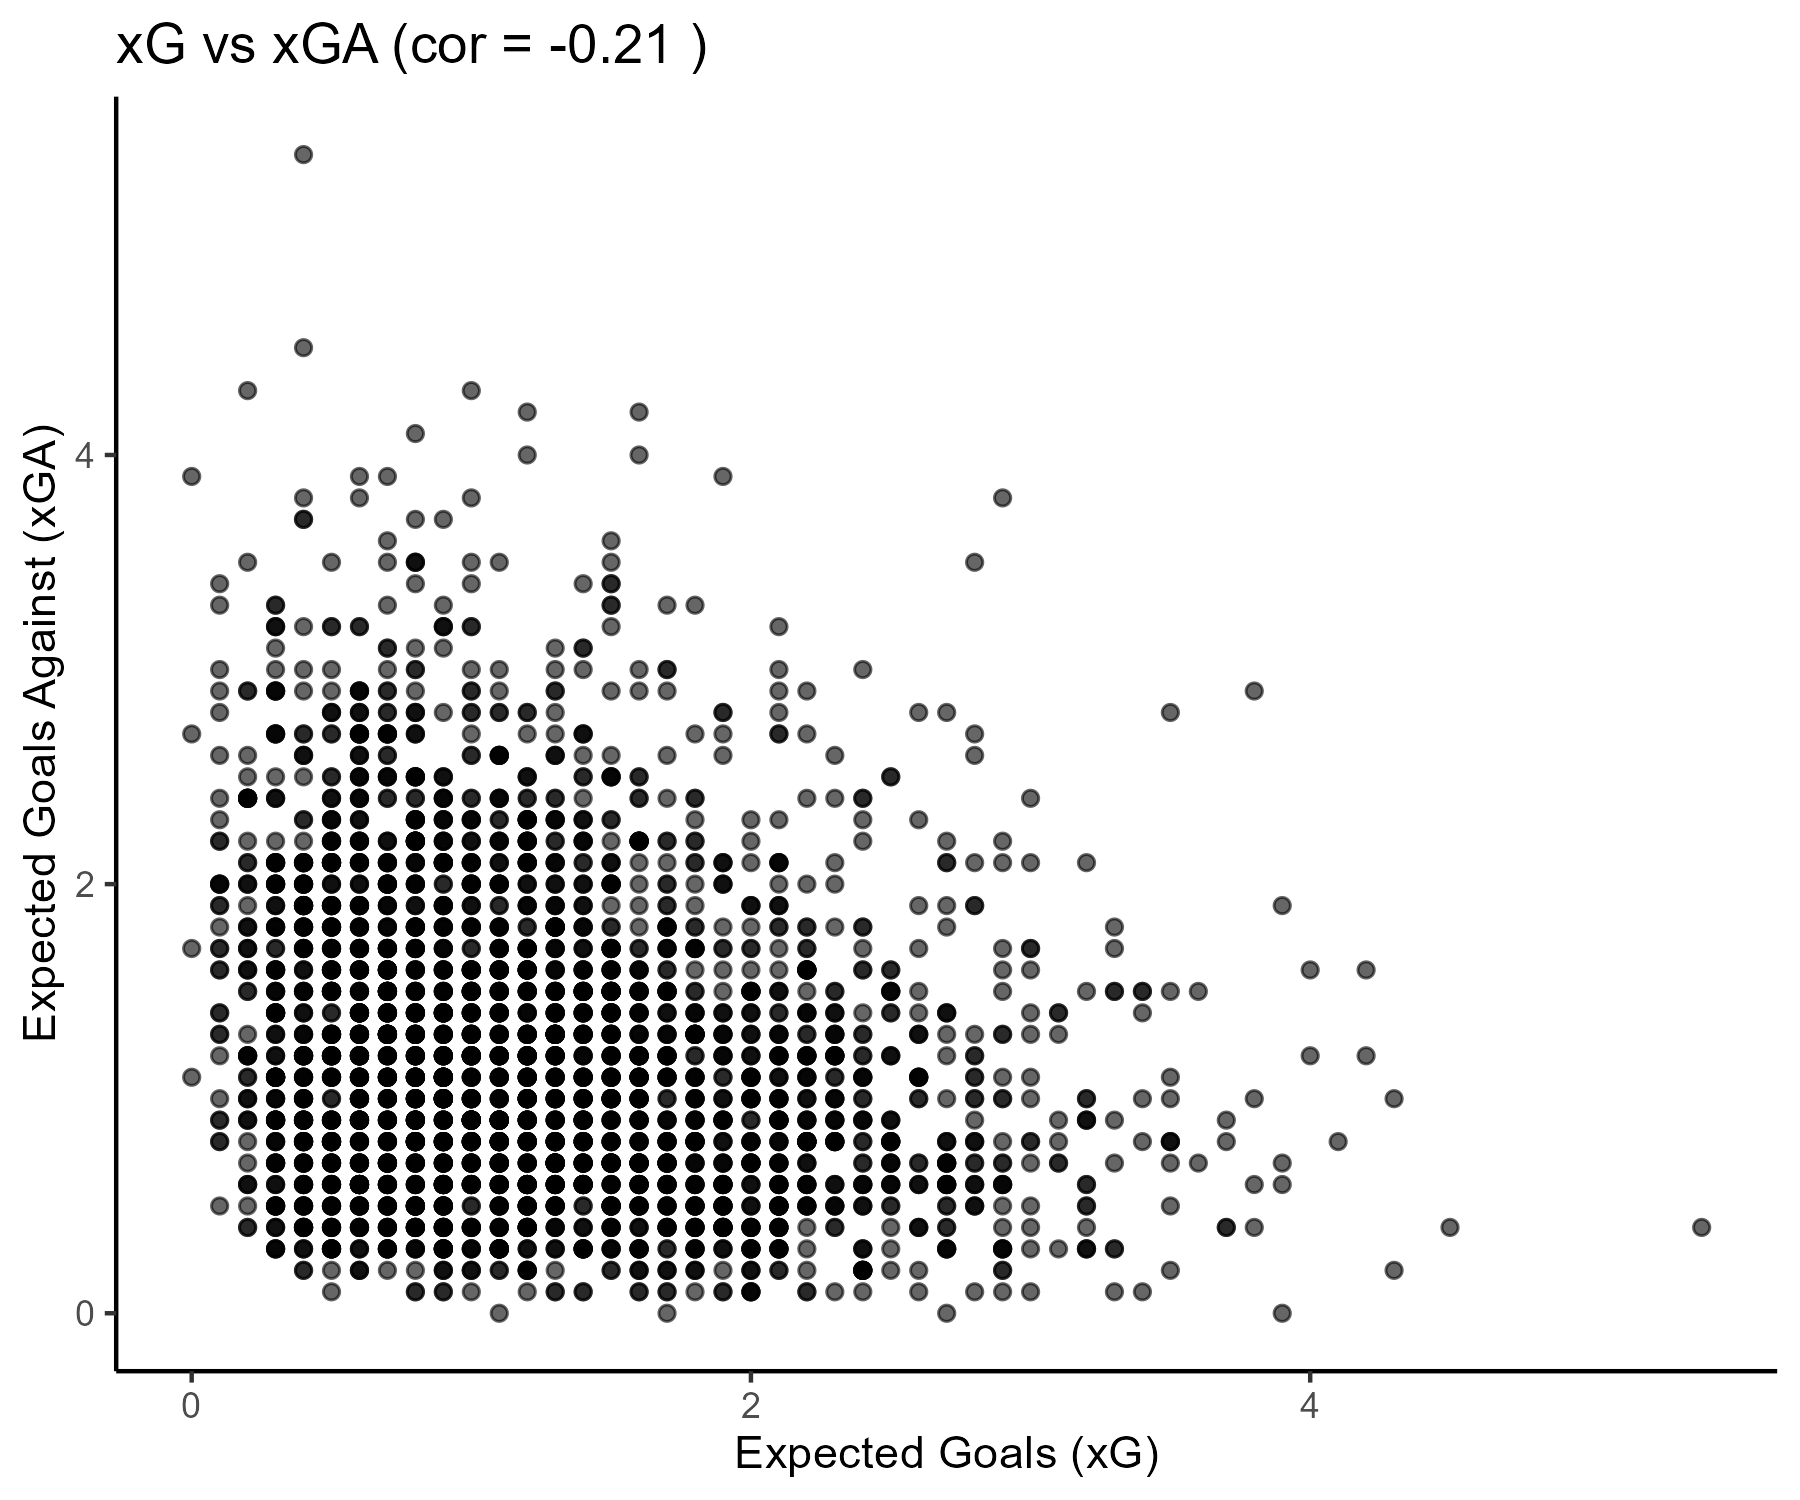 xG vs xGA (cor = -0.21 )
Expected Goals Against (xGA)
4
2
0
0 2 4
Expected Goals (xG)